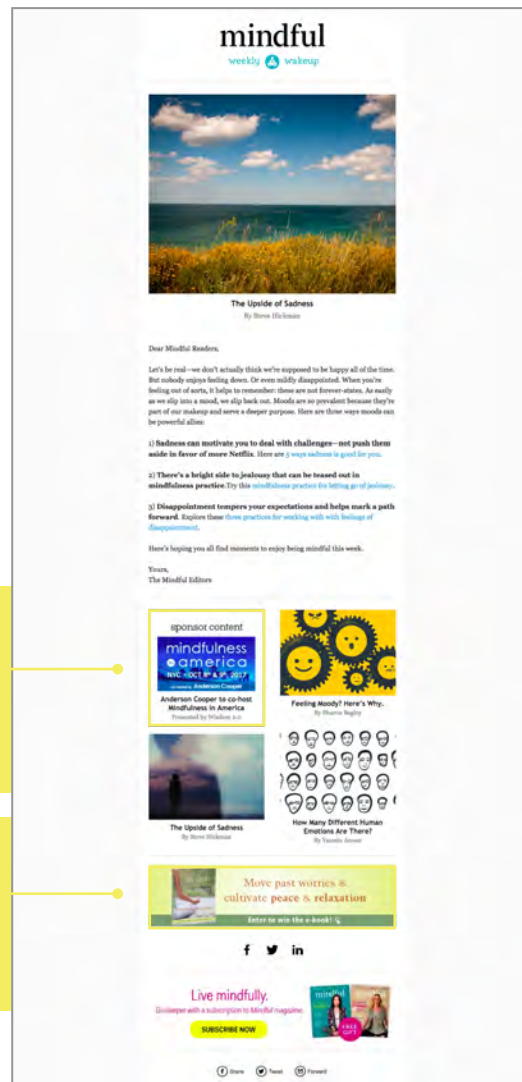 mindful
weekly wakeup
The Upside of Sadness
By Steve Hickman
Dear Mindful Readers,
Let's be real—we don't actually think we're supposed to be happy all of the time.
But nobody enjoys feeling down. Or even mildly disappointed. When you're
feeling out of sorts, it helps to remember: these are not forever-states. As easily
as we slip into a mood, we slip back out. Moods are so prevalent because they're
part of our makeup and serve a deeper purpose. Here are three ways moods can
be powerful allies:
1) Sadness can motivate you to deal with challenges—not push them
aside in favor of more Netflix. Here are 5 ways sadness is good for you.
2) There's a bright side to jealousy that can be teased out in
mindfulness practice.Try this mindfulness practice for letting go of jealousy.
3) Disappointment tempers your expectations and helps mark a path
forward. Explore these three practices for working with with feelings of
disappointment.
Here's hoping you all find moments to enjoy being mindful this week.
Yours,
The Mindful Editors
sponsor content
mindfulness
in america
NYC • OCT 8th & 9th, 2017
Anderson Cooper
Anderson Cooper to co-host
Mindfulness in America
Presented by Wisdom 2.0
Feeling Moody? Here's Why.
By Sharon Begley
The Upside of Sadness
By Steve Hickman
How Many Different Human
Emotions Are There?
By Yasmin Anwar
Move past worries &
cultivate peace & relaxation
Enter to win the e-book!
Live mindfully.
Go deeper with a subscription to Mindful magazine.
SUBSCRIBE NOW
mindful
FREE
GIFT
Share Tweet Forward